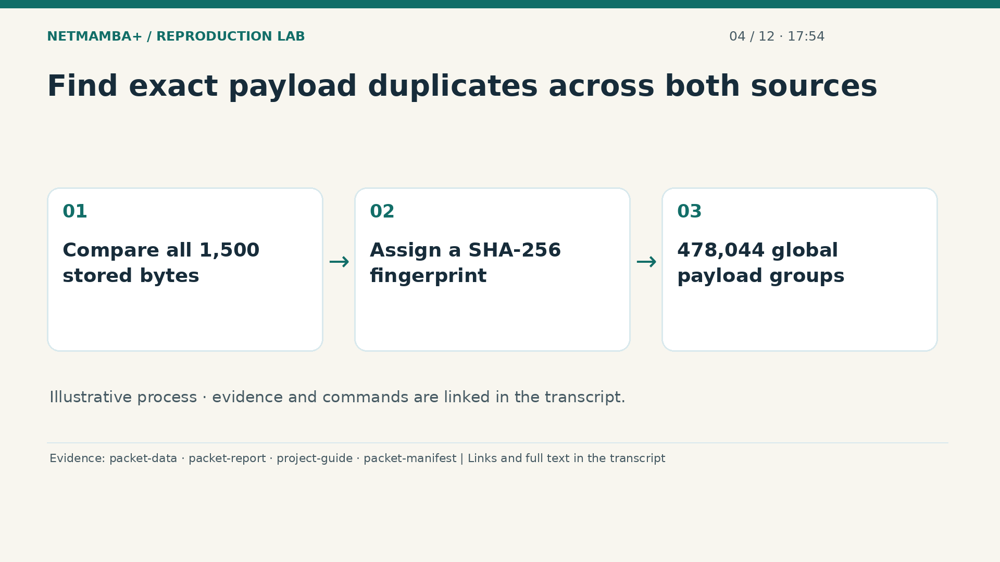 NETMAMBA+ / REPRODUCTION LAB
04 / 12 · 17:54
Find exact payload duplicates across both sources
01
Compare all 1,500
stored bytes
→
02
Assign a SHA-256
fingerprint
→
03
478,044 global
payload groups
Illustrative process · evidence and commands are linked in the transcript.
Evidence: packet-data · packet-report · project-guide · packet-manifest | Links and full text in the transcript